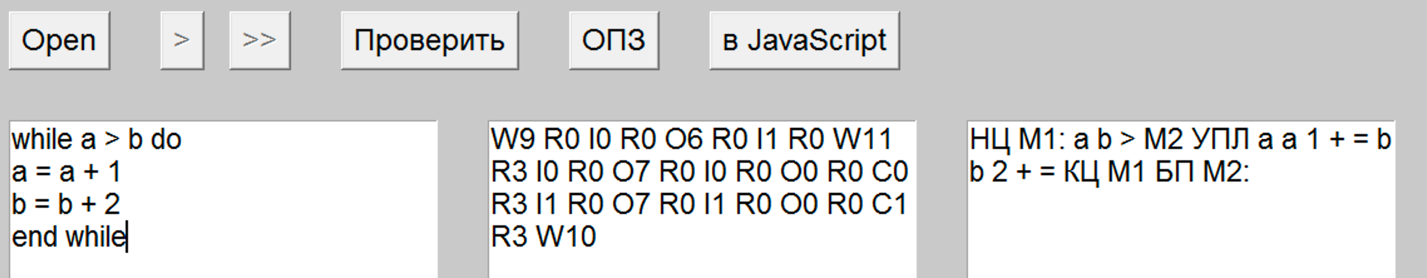 Open > >> Проверить ОПЗ в JavaScript
while a > b do
a = a + 1
b = b + 2
end while
W9 R0 I0 R0 O6 R0 I1 R0 W11
R3 I0 R0 O7 R0 I0 R0 O0 R0 C0
R3 I1 R0 O7 R0 I1 R0 O0 R0 C1
R3 W10
НЦ М1: a b > М2 УПЛ a a 1 + = b
b 2 + = КЦ М1 БП М2: